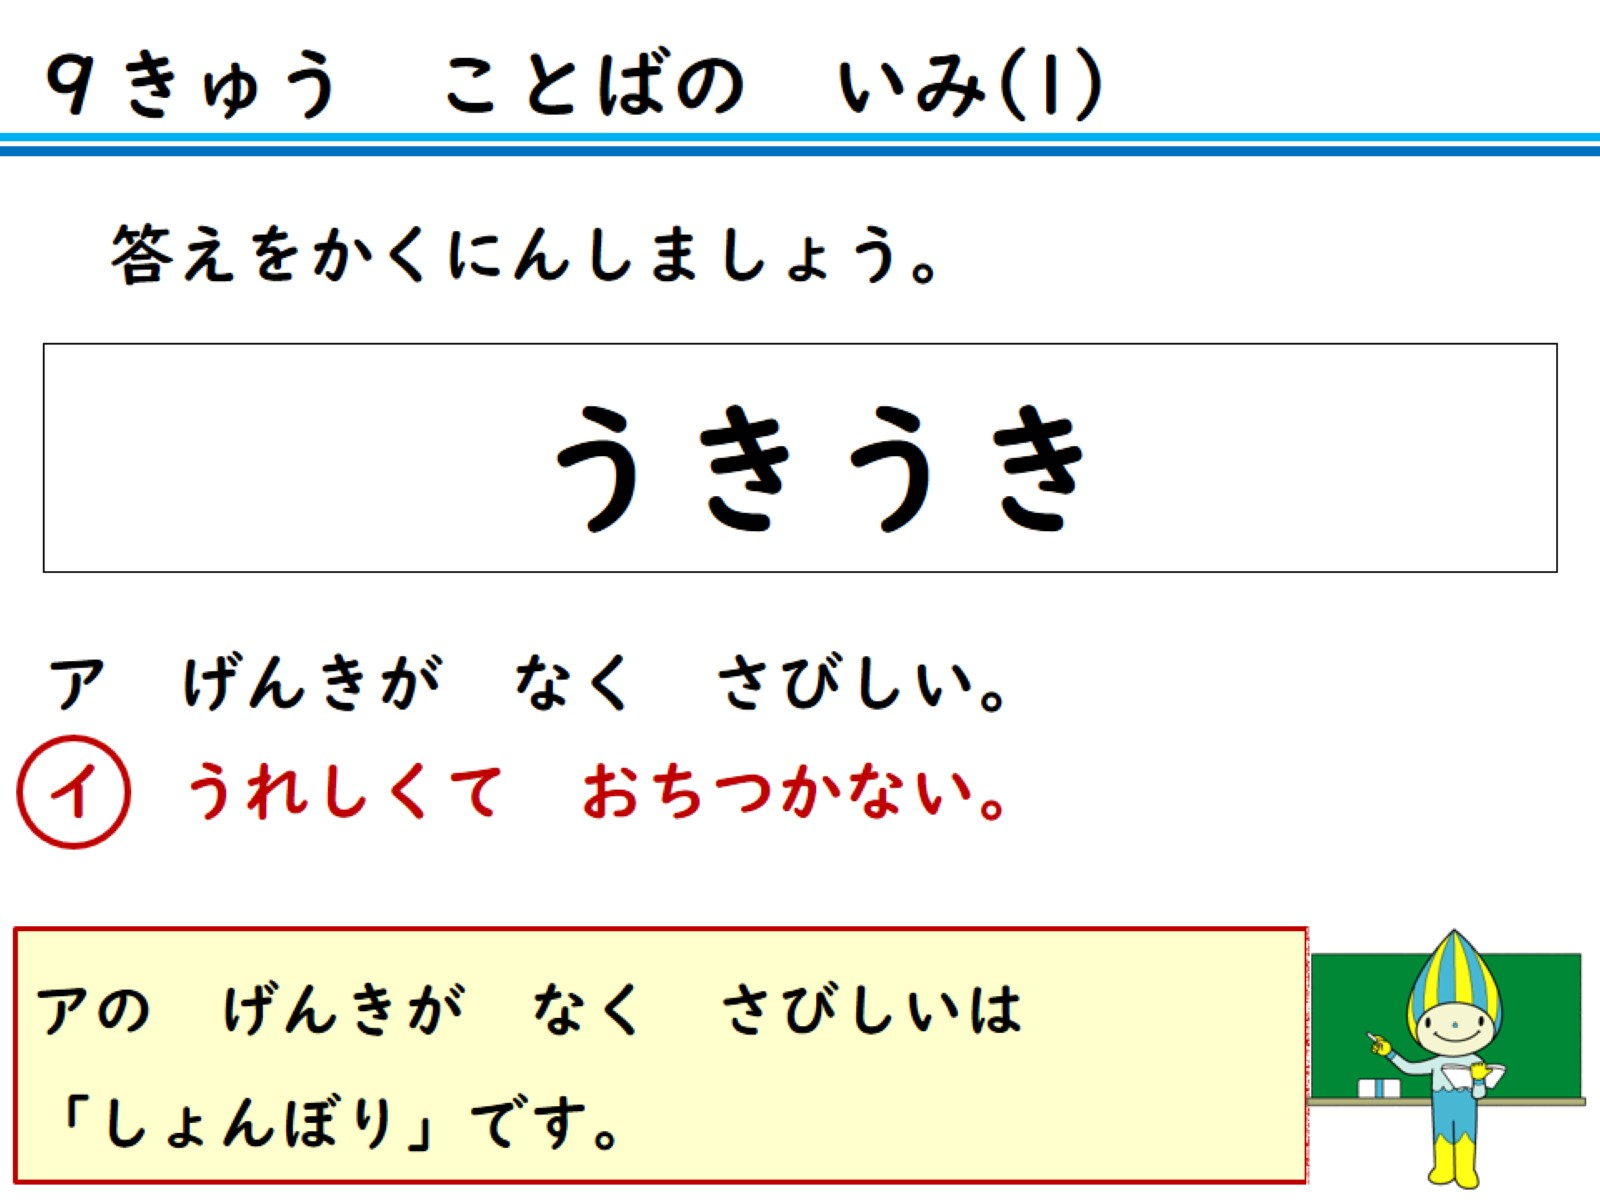 ９きゅう　ことばの　いみ(1)
答えをかくにんしましょう。
うきうき
ア　げんきが　なく　さびしい。
イ　うれしくて　おちつかない。
アの　げんきが　なく　さびしいは
「しょんぼり」です。